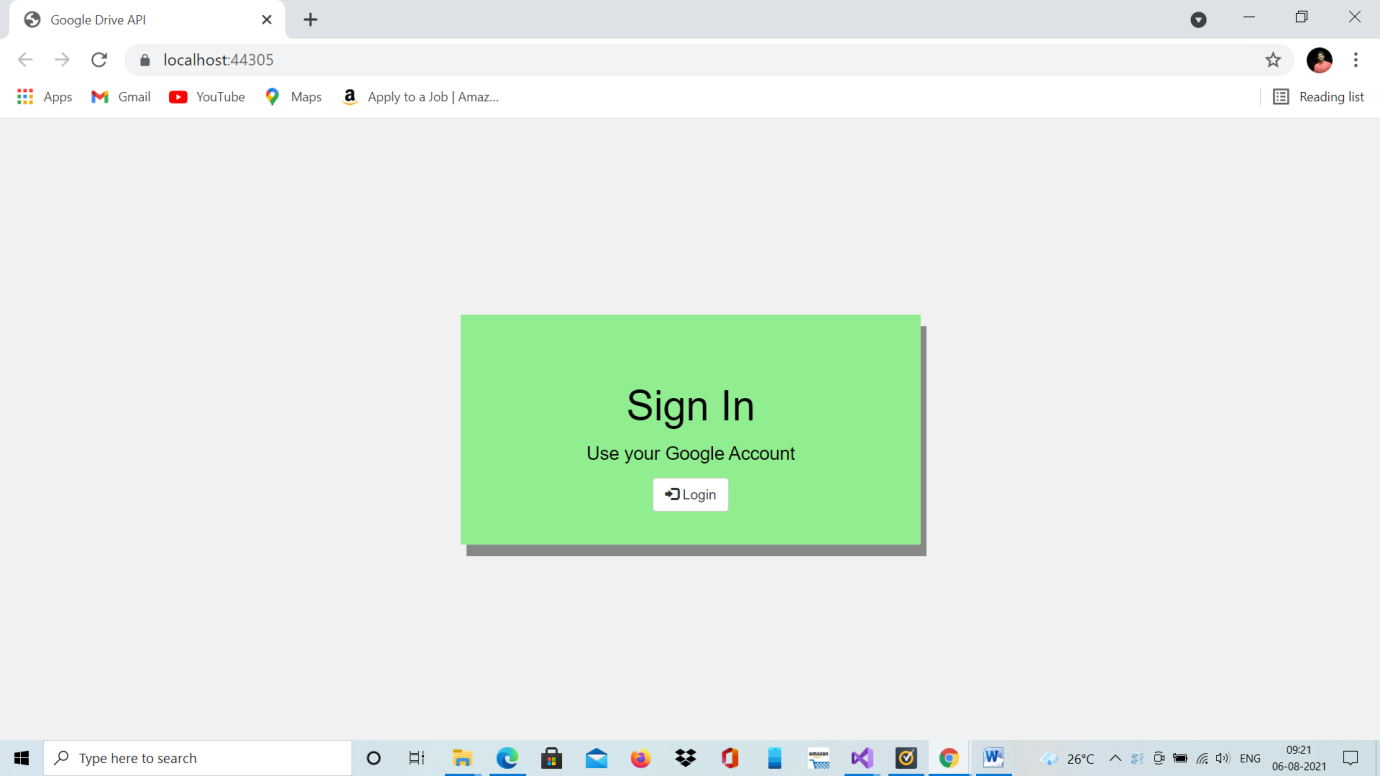 Google Drive API
localhost:44305
Apps Gmail YouTube Maps Apply to a Job | Amaz... Reading list
Sign In
Use your Google Account
Login
Type here to search
amazon
26°C ENG 09:21
06-08-2021